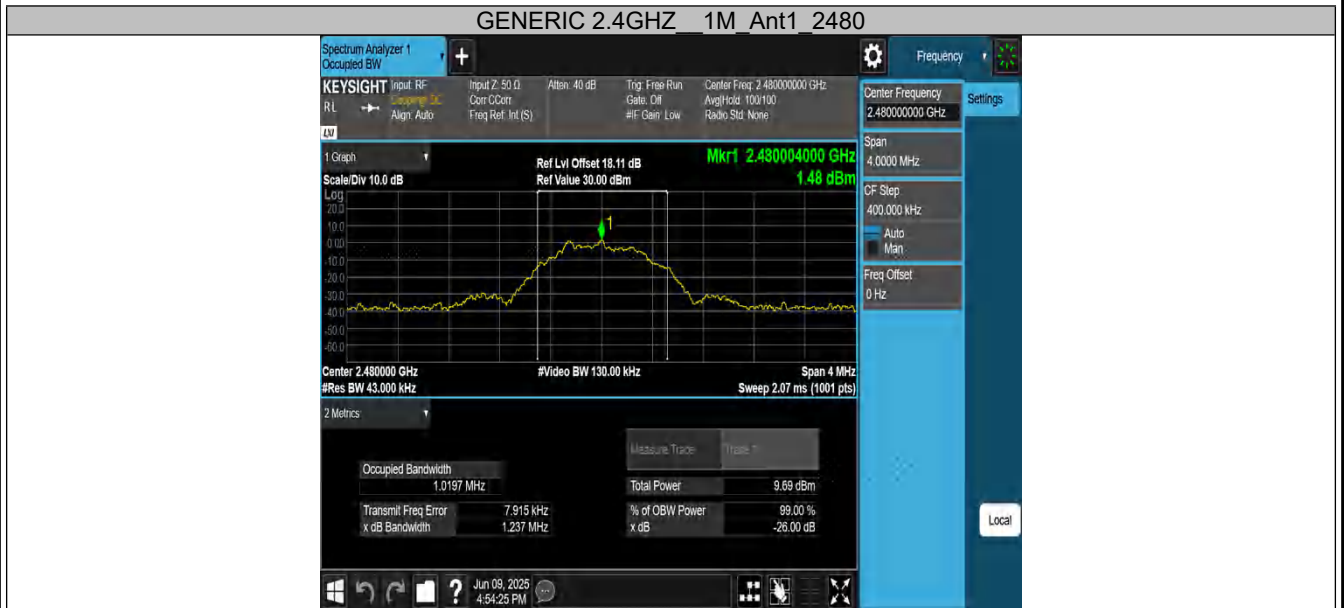 GENERIC 2.4GHZ__1M_Ant1_2480
Spectrum Analyzer 1
Occupied BW
+
Frequency
KEYSIGHT
RL
LXI
Input: RF
Coupling: DC
Align: Auto
Input Z: 50 Ω
Corr CCorr
Freq Ref: Int (S)
Atten: 40 dB
Trig: Free Run
Gate: Off
#IF Gain: Low
Center Freq: 2.480000000 GHz
Avg|Hold: 100/100
Radio Std: None
Center Frequency
2.480000000 GHz
Settings
Span
4.0000 MHz
CF Step
400.000 kHz
Auto
Man
Freq Offset
0 Hz
1 Graph
Scale/Div 10.0 dB
Ref Lvl Offset 18.11 dB
Ref Value 30.00 dBm
Mkr1 2.480004000 GHz
1.48 dBm
Log
20.0
10.0
0.00
-10.0
-20.0
-30.0
-40.0
-50.0
-60.0
1
Center 2.480000 GHz
#Res BW 43.000 kHz
#Video BW 130.00 kHz
Span 4 MHz
Sweep 2.07 ms (1001 pts)
2 Metrics
Measure Trace
Trace 1
Occupied Bandwidth
1.0197 MHz
Total Power
9.69 dBm
Transmit Freq Error
7.915 kHz
% of OBW Power
99.00 %
x dB Bandwidth
1.237 MHz
x dB
-26.00 dB
Local
?
Jun 09, 2025
4:54:25 PM